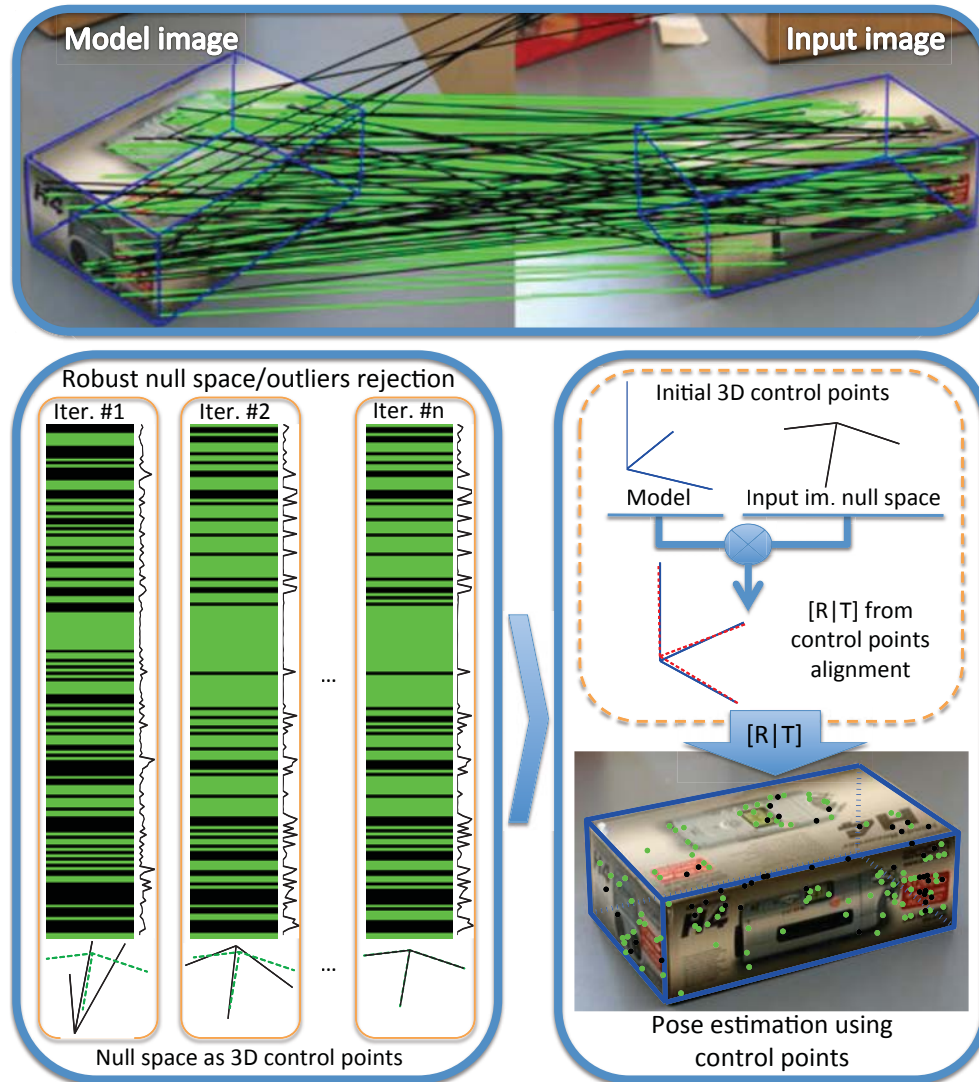 Model image
Input image
Robust null space/outliers rejection
Iter. #1
Iter. #2
Iter. #n
...
...
Null space as 3D control points
Initial 3D control points
Model
Input im. null space
[R|T] from
control points
alignment
[R|T]
Pose estimation using
control points